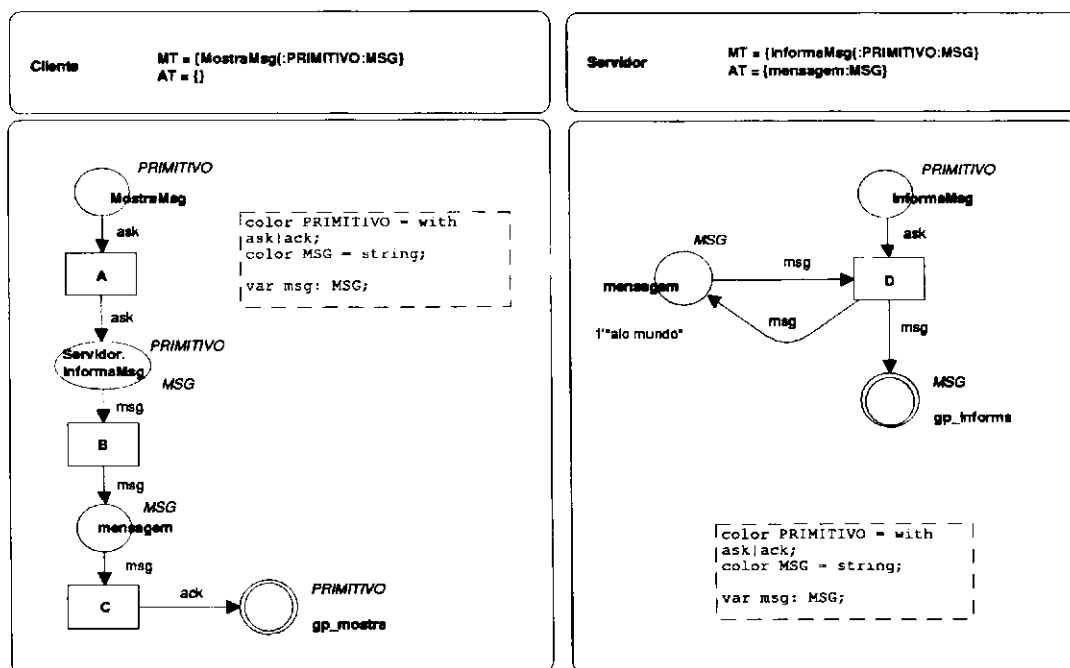 Cliente
MT = {MostraMsg(:PRIMITIVO:MSG}
AT = {}
PRIMITIVO
MostraMsg
ask
A
ask
PRIMITIVO
Servidor.
InformaMsg
MSG
msg
B
msg
MSG
mensagem
msg
C
ack
PRIMITIVO
gp_mostra
color PRIMITIVO = with
ask|ack;
color MSG = string;
var msg: MSG;
Servidor
MT = {InformaMsg(:PRIMITIVO:MSG}
AT = {mensagem:MSG}
PRIMITIVO
InformaMsg
ask
MSG
mensagem
1'"alo mundo"
msg
D
msg
msg
MSG
gp_informa
color PRIMITIVO = with
ask|ack;
color MSG = string;
var msg: MSG;